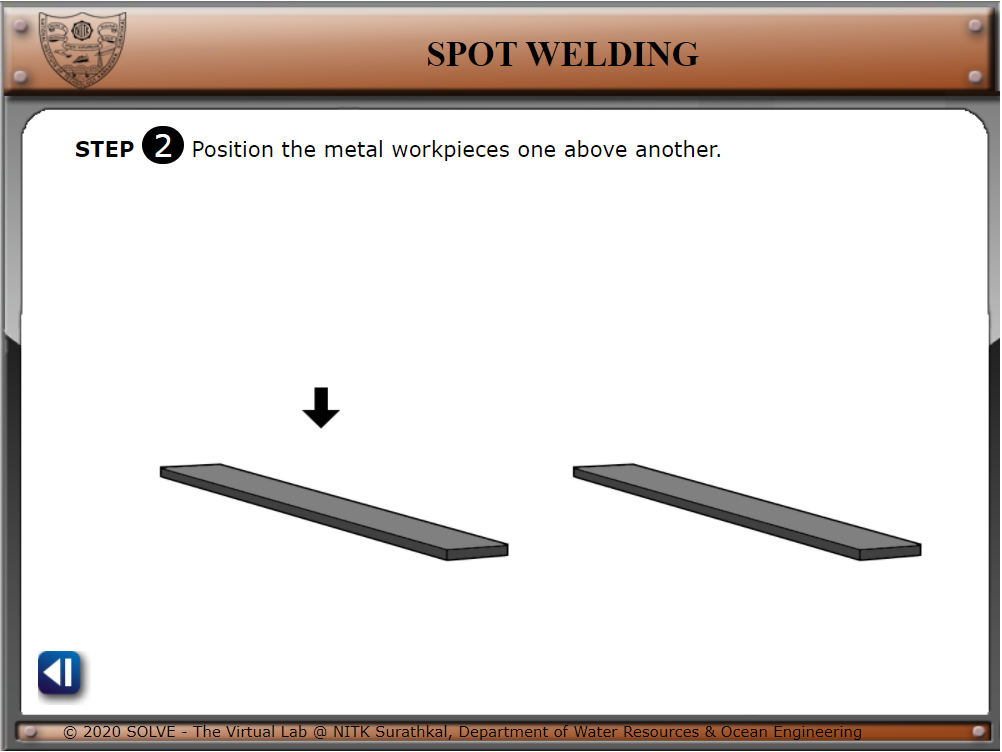 SPOT WELDING
STEP 2 Position the metal workpieces one above another.
© 2020 SOLVE - The Virtual Lab @ NITK Surathkal, Department of Water Resources & Ocean Engineering